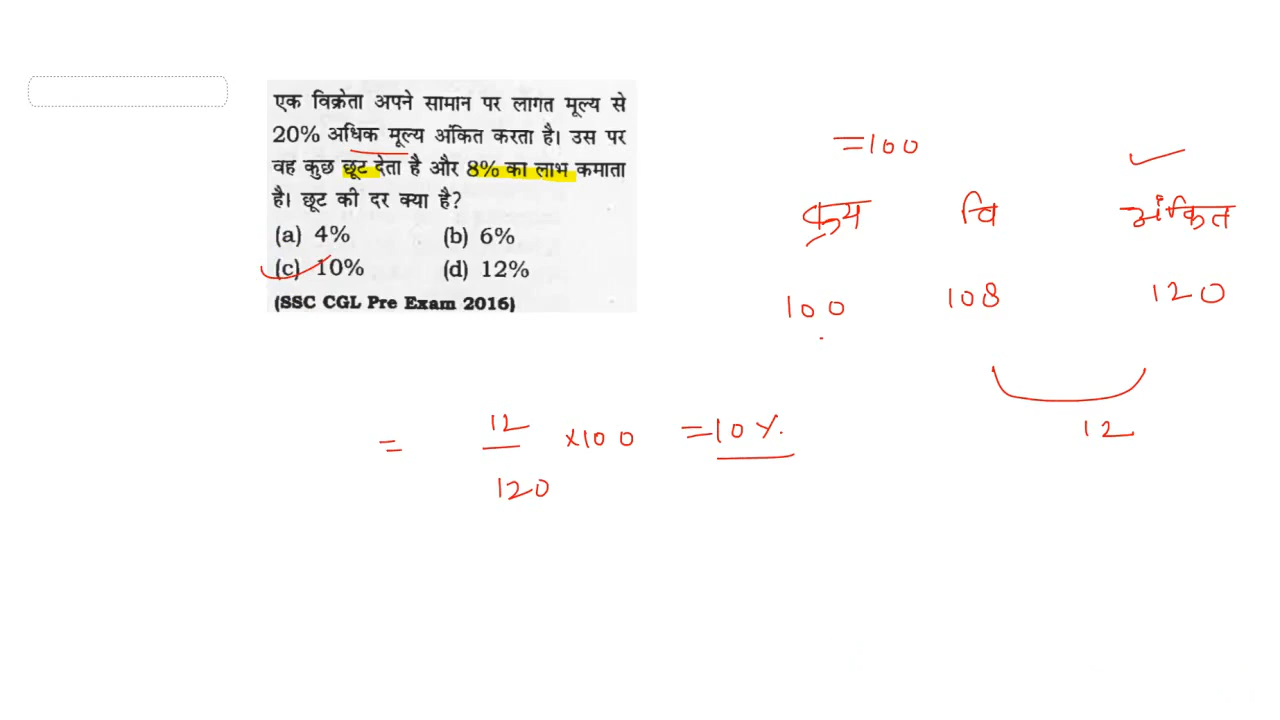 एक विक्रेता अपने सामान पर लागत मूल्य से
20% अधिक मूल्य अंकित करता है। उस पर
वह कुछ छूट देता है और 8% का लाभ कमाता
है। छूट की दर क्या है?
(a) 4% (b) 6%
(c) 10% (d) 12%
(SSC CGL Pre Exam 2016)
=100
क्रय वि अंकित
100 108 120
12
= 12/120 ×100 =10%